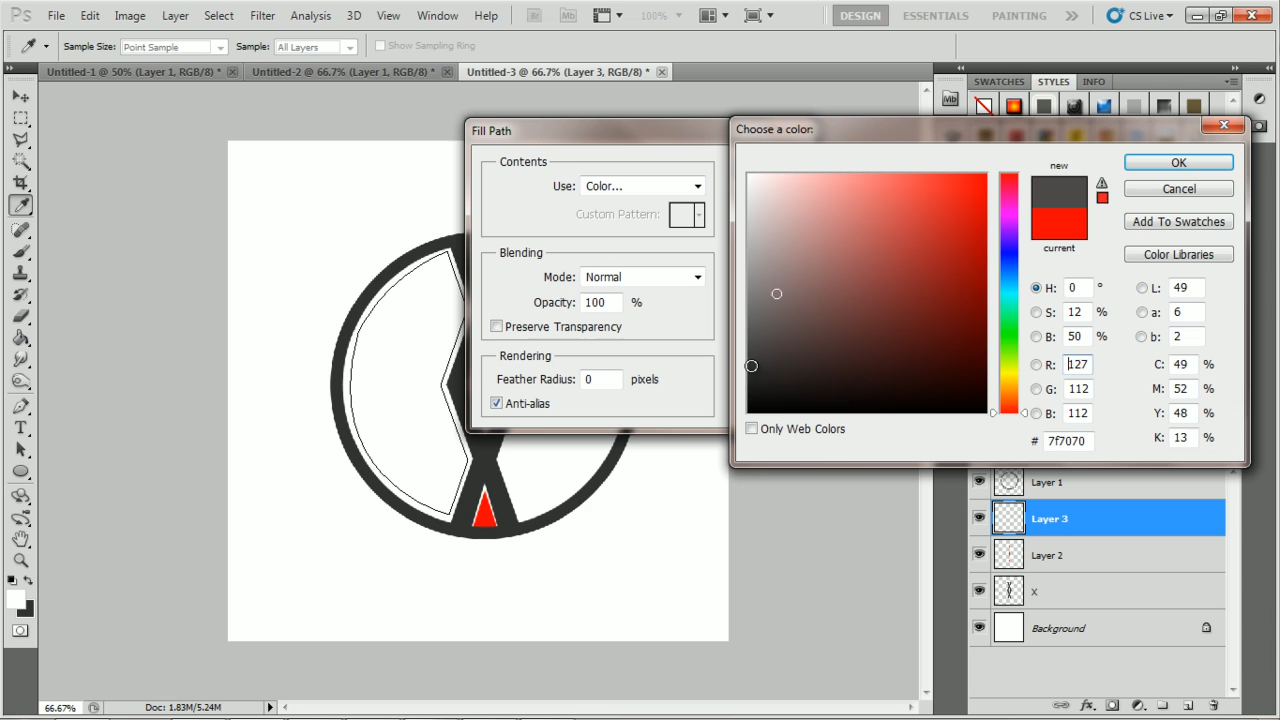 Ps File Edit Image Layer Select Filter Analysis 3D View Window Help Br Mb 100% DESIGN ESSENTIALS PAINTING CS Live
Sample Size: Point Sample Sample: All Layers Show Sampling Ring
Untitled-1 @ 50% (Layer 1, RGB/8) * Untitled-2 @ 66.7% (Layer 1, RGB/8) * Untitled-3 @ 66.7% (Layer 3, RGB/8) *
SWATCHES STYLES INFO
Mb
Fill Path
Contents
Use: Color...
Custom Pattern:
Blending
Mode: Normal
Opacity: 100 %
Preserve Transparency
Rendering
Feather Radius: 0 pixels
Anti-alias
Choose a color:
new
current
OK
Cancel
Add To Swatches
Color Libraries
H: 0 ° L: 49
S: 12 % a: 6
B: 50 % b: 2
R: 127 C: 49 %
G: 112 M: 52 %
B: 112 Y: 48 %
# 7f7070 K: 13 %
Only Web Colors
T
Layer 1
Layer 3
Layer 2
X
Background
66.67% Doc: 1.83M/5.24M
fx